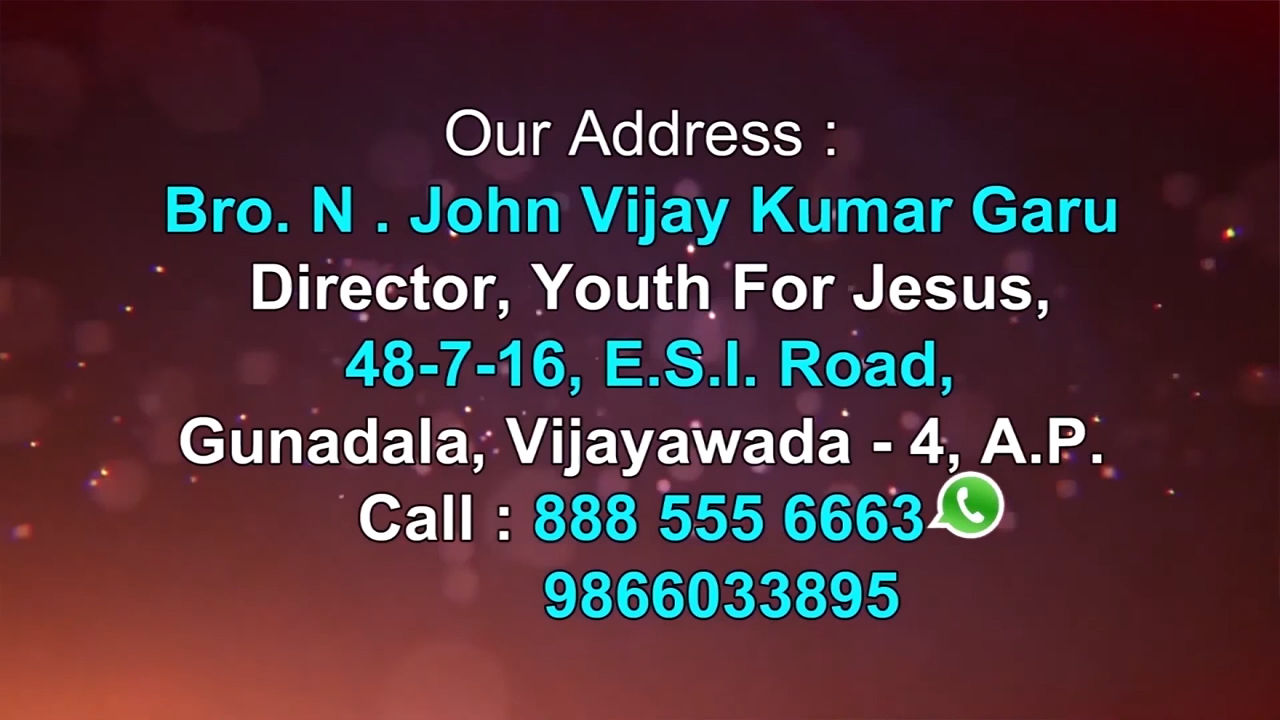 Our Address :
Bro. N . John Vijay Kumar Garu
Director, Youth For Jesus,
48-7-16, E.S.I. Road,
Gunadala, Vijayawada - 4, A.P.
Call : 888 555 6663
9866033895